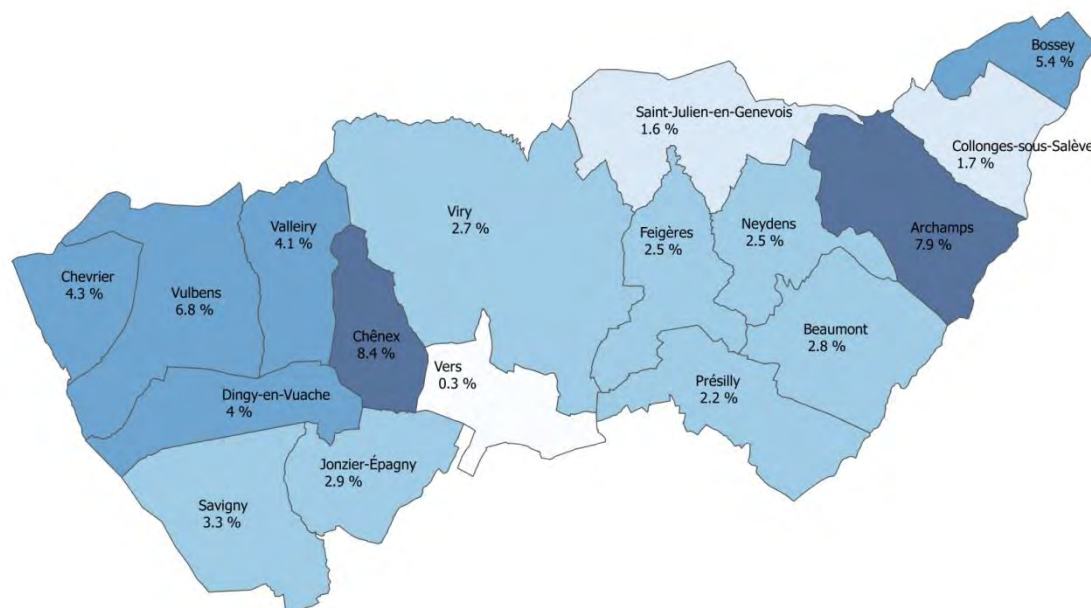 Bossey
5.4 %
Saint-Julien-en-Genevois
1.6 %
Collonges-sous-Salève
1.7 %
Viry
2.7 %
Valleiry
4.1 %
Feigères
2.5 %
Neydens
2.5 %
Archamps
7.9 %
Chevrier
4.3 %
Vulbens
6.8 %
Chênex
8.4 %
Beaumont
2.8 %
Vers
0.3 %
Dingy-en-Vuache
4 %
Présilly
2.2 %
Jonzier-Épagny
2.9 %
Savigny
3.3 %